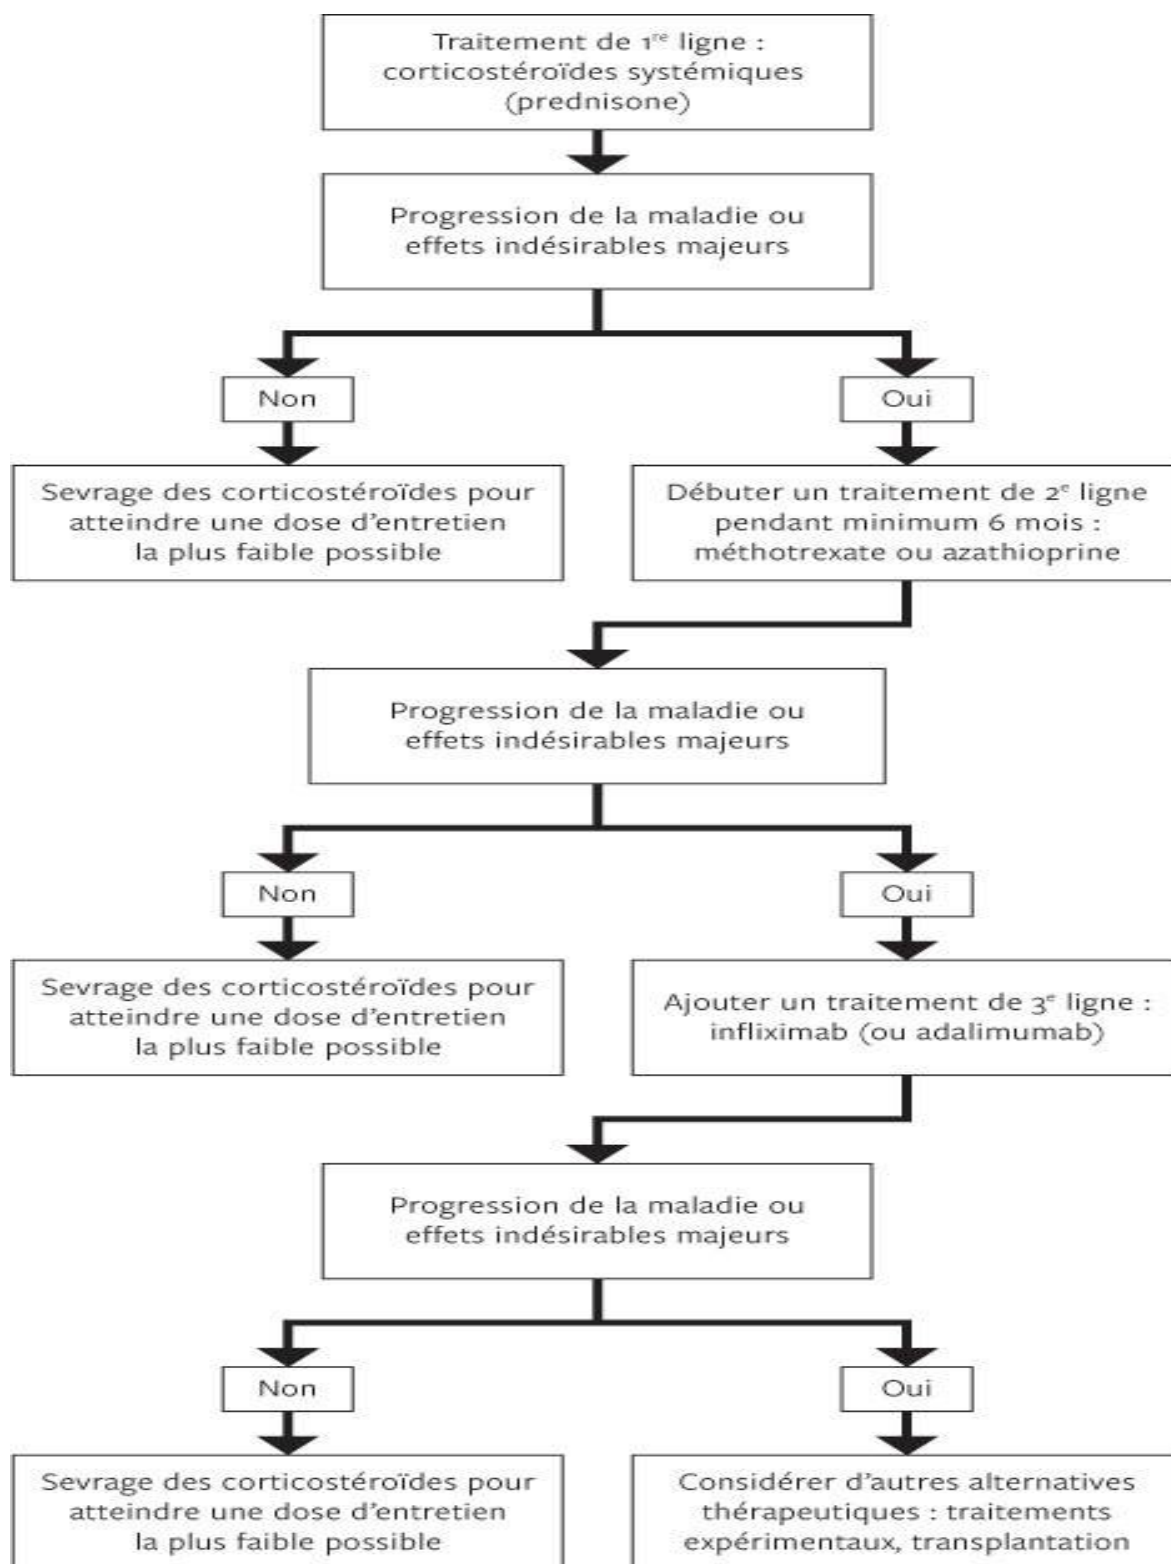 Traitement de 1re ligne :
corticostéroïdes systémiques
(prednisone)
Progression de la maladie ou
effets indésirables majeurs
Non
Oui
Sevrage des corticostéroïdes pour
atteindre une dose d'entretien
la plus faible possible
Débuter un traitement de 2e ligne
pendant minimum 6 mois :
méthotrexate ou azathioprine
Progression de la maladie ou
effets indésirables majeurs
Non
Oui
Sevrage des corticostéroïdes pour
atteindre une dose d'entretien
la plus faible possible
Ajouter un traitement de 3e ligne :
infliximab (ou adalimumab)
Progression de la maladie ou
effets indésirables majeurs
Non
Oui
Sevrage des corticostéroïdes pour
atteindre une dose d'entretien
la plus faible possible
Considérer d'autres alternatives
thérapeutiques : traitements
expérimentaux, transplantation